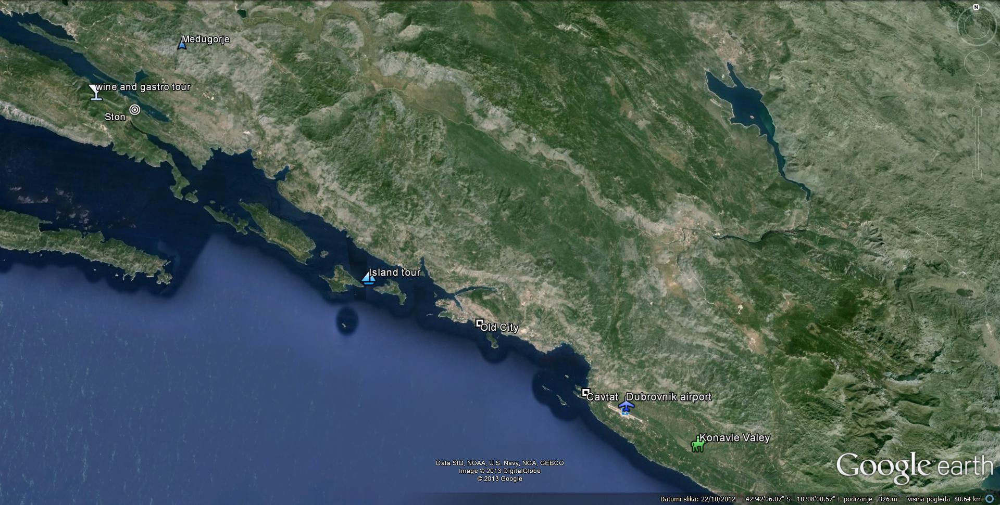 N
Međugorje
wine and gastro tour
Ston
Island tour
Old City
Cavtat
Dubrovnik airport
Konavle Valey
Data SIO, NOAA, U.S. Navy, NGA, GEBCO
Image © 2013 DigitalGlobe
© 2013 Google
Google™ earth
Datumi slika: 22/10/2012 42°42'06.07" S 18°08'00.57" I podizanje 326 m visina pogleda 80.64 km